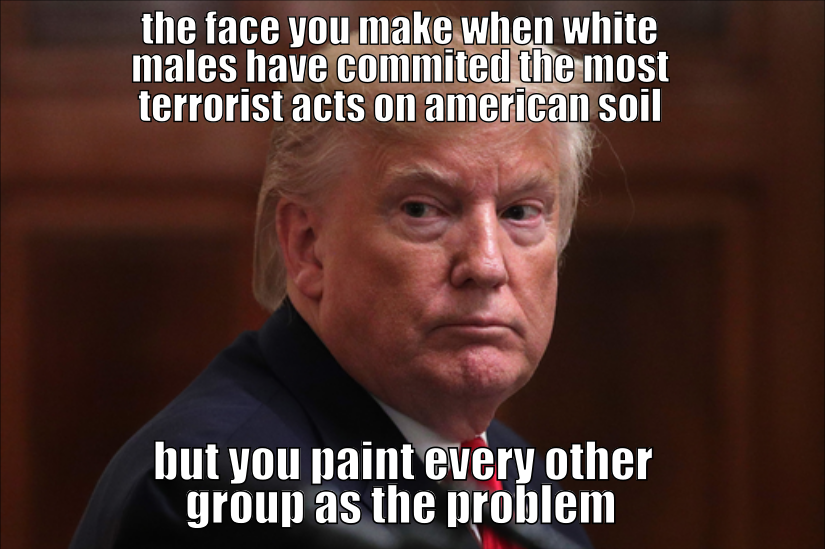 the face you make when white
males have commited the most
terrorist acts on american soil
but you paint every other
group as the problem